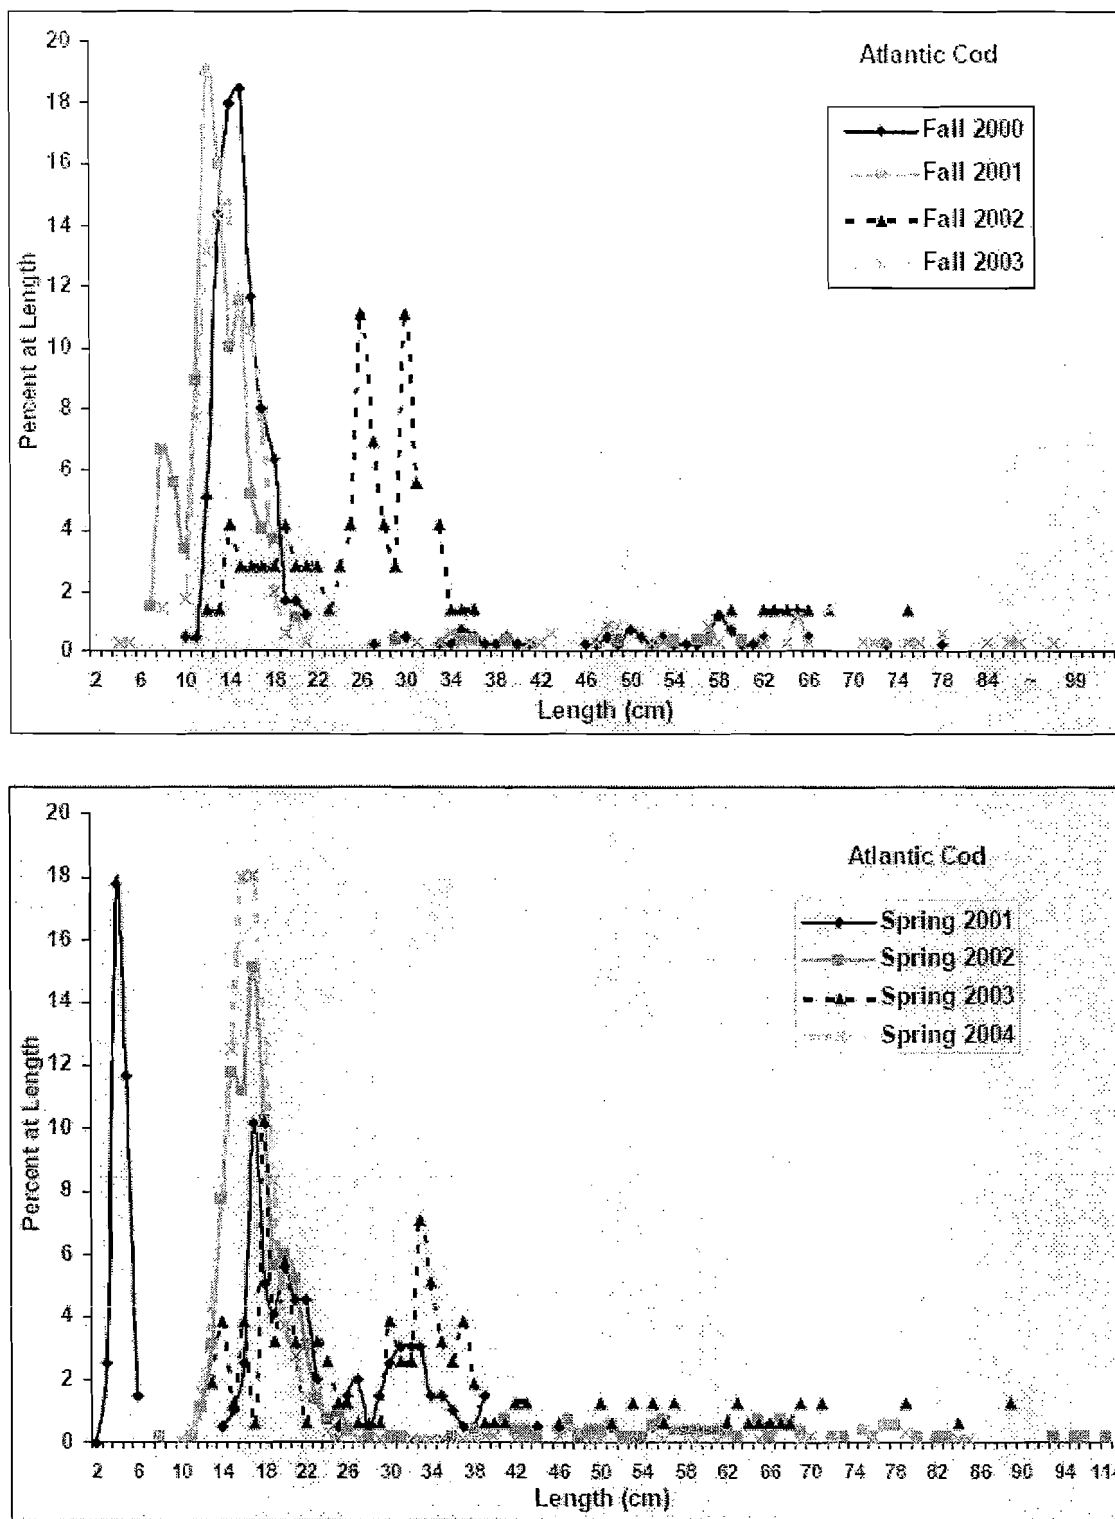 Atlantic Cod
Fall 2000
Fall 2001
Fall 2002
Fall 2003
Percent at Length
20
18
16
14
12
10
8
6
4
2
0
2 6 10 14 18 22 26 30 34 38 42 46 50 54 58 62 66 70 74 78 84 ~ 99
Length (cm)
Atlantic Cod
Spring 2001
Spring 2002
Spring 2003
Spring 2004
Percent at Length
20
18
16
14
12
10
8
6
4
2
0
2 6 10 14 18 22 26 30 34 38 42 46 50 54 58 62 66 70 74 79 86 90 94 114
Length (cm)